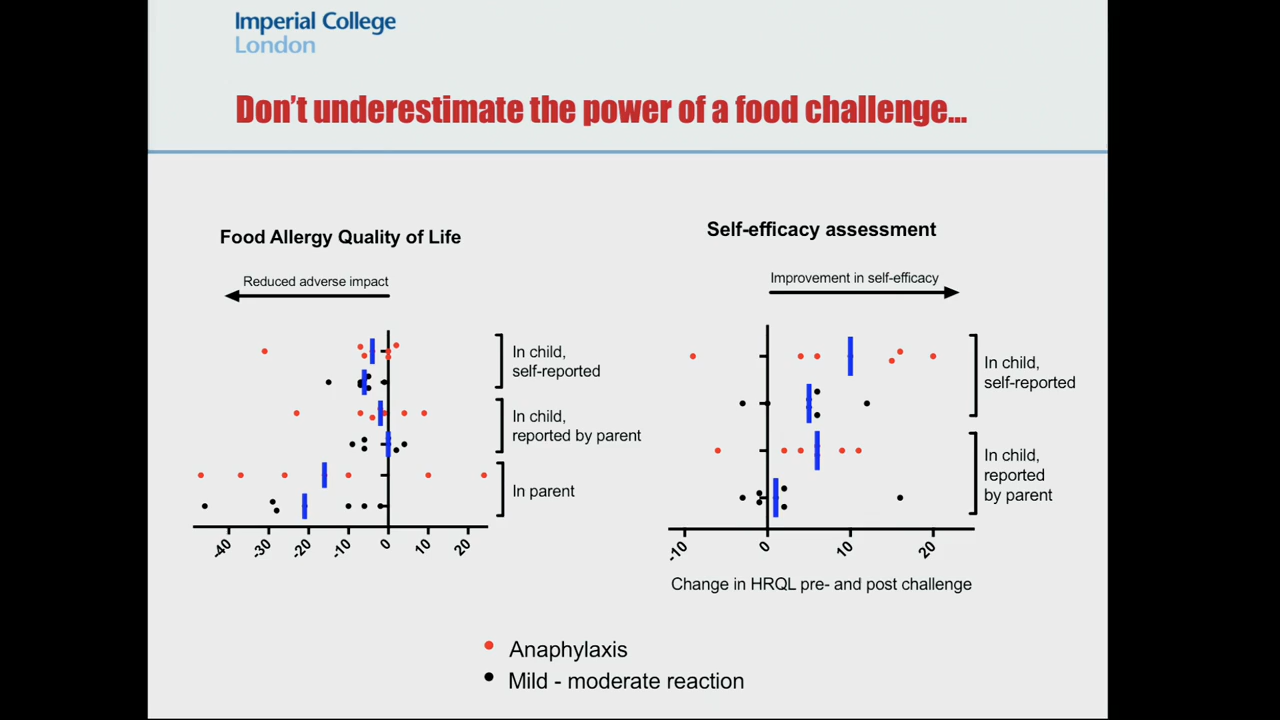 Imperial College
London
Don't underestimate the power of a food challenge...
Food Allergy Quality of Life
Reduced adverse impact
In child,
self-reported
In child,
reported by parent
In parent
-40
-30
-20
-10
0
10
20
Self-efficacy assessment
Improvement in self-efficacy
In child,
self-reported
In child,
reported
by parent
-10
0
10
20
Change in HRQL pre- and post challenge
Anaphylaxis
Mild - moderate reaction